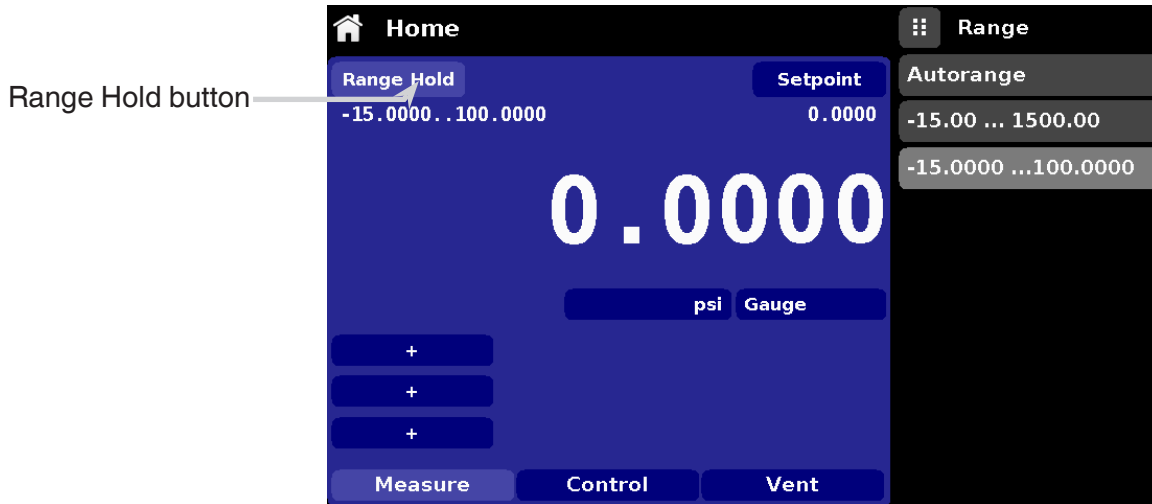 Range Hold button
Home
Range Hold
Setpoint
-15.0000..100.0000
0.0000
0.0000
psi
Gauge
+
+
+
Measure
Control
Vent
Range
Autorange
-15.00 ... 1500.00
-15.0000 ...100.0000